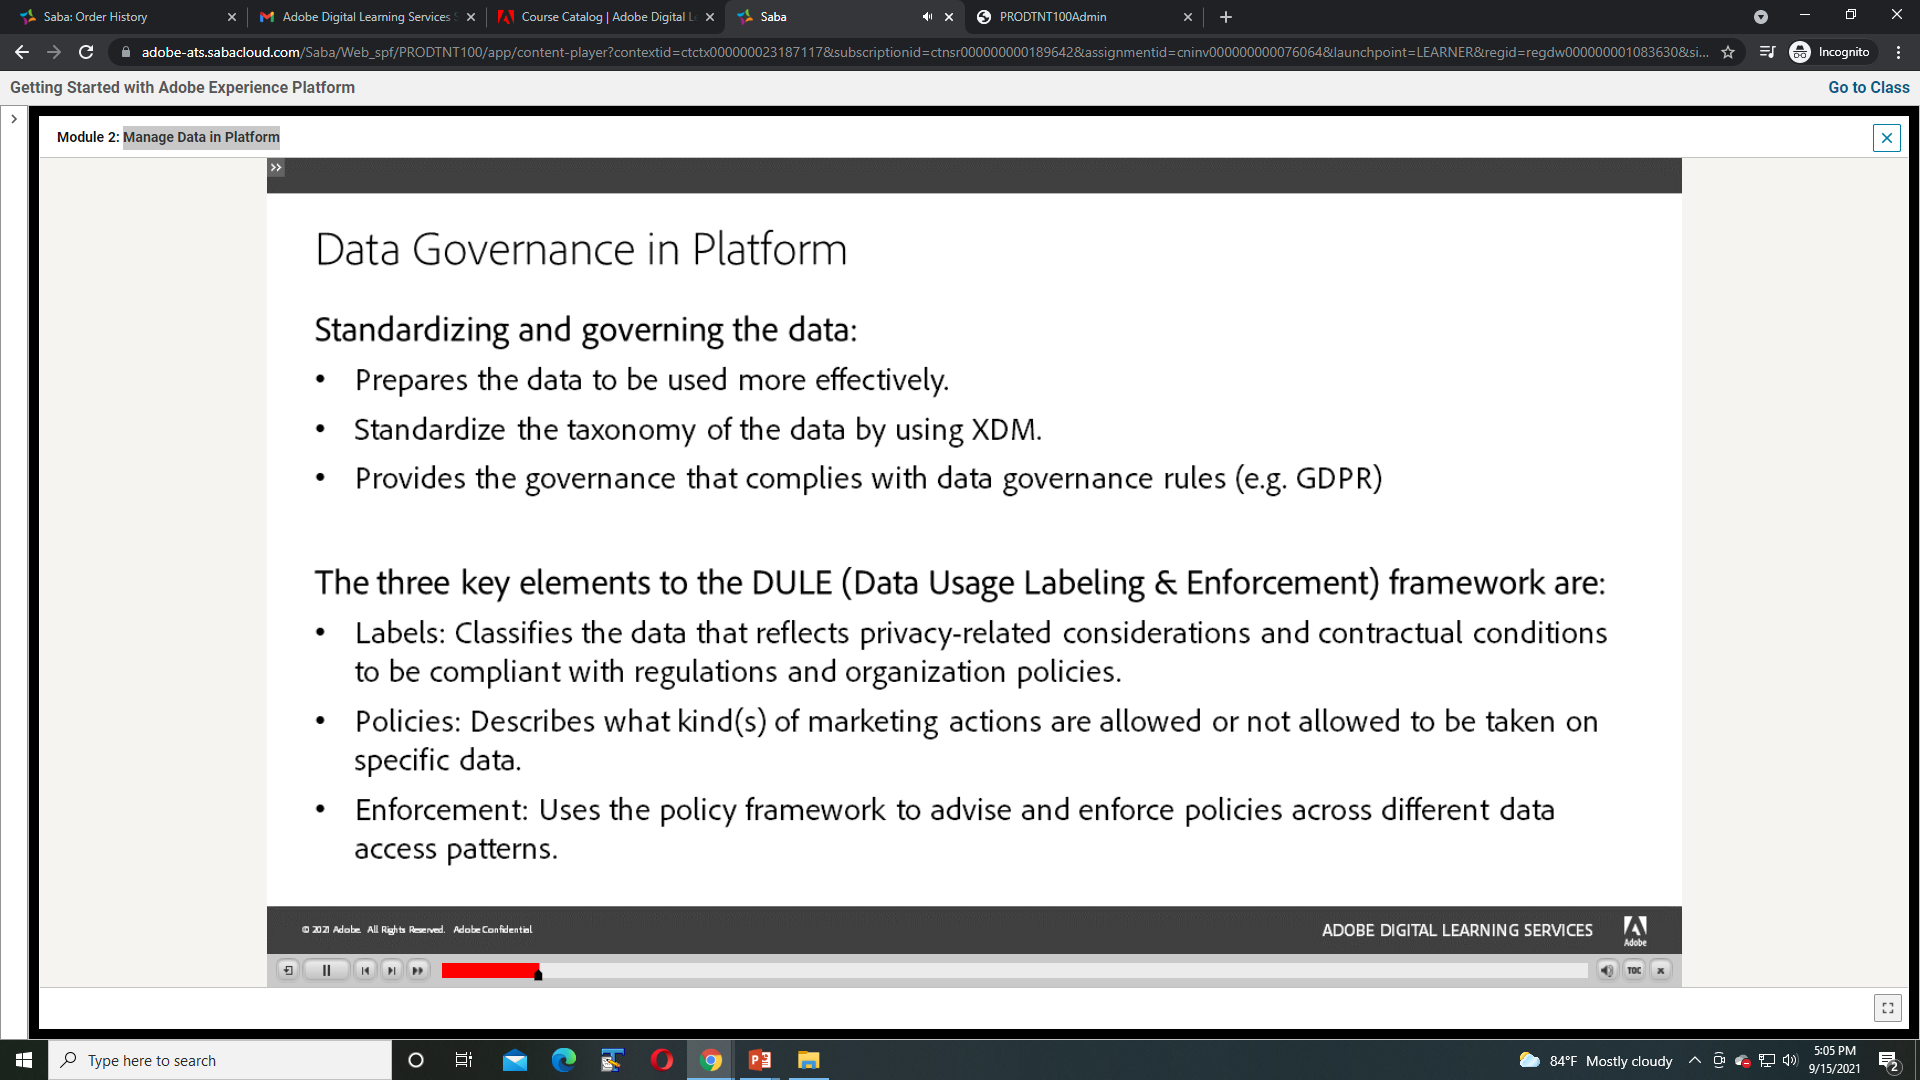 Saba: Order History
Adobe Digital Learning Services
Course Catalog | Adobe Digital
Saba
PRODTNT100Admin
adobe-ats.sabacloud.com/Saba/Web_spf/PRODTNT100/app/content-player?contextid=ctctx000000023187117&subscriptionid=ctnsr000000000189642&assignmentid=cninv000000000076064&launchpoint=LEARNER&regid=regdw000000001083630&si...
Incognito
Getting Started with Adobe Experience Platform
Go to Class
Module 2: Manage Data in Platform
Data Governance in Platform
Standardizing and governing the data:
• Prepares the data to be used more effectively.
• Standardize the taxonomy of the data by using XDM.
• Provides the governance that complies with data governance rules (e.g. GDPR)
The three key elements to the DULE (Data Usage Labeling & Enforcement) framework are:
• Labels: Classifies the data that reflects privacy-related considerations and contractual conditions
to be compliant with regulations and organization policies.
• Policies: Describes what kind(s) of marketing actions are allowed or not allowed to be taken on
specific data.
• Enforcement: Uses the policy framework to advise and enforce policies across different data
access patterns.
© 2021 Adobe. All Rights Reserved. Adobe Confidential.
ADOBE DIGITAL LEARNING SERVICES
Adobe
TOC
Type here to search
84°F Mostly cloudy
5:05 PM
9/15/2021
2